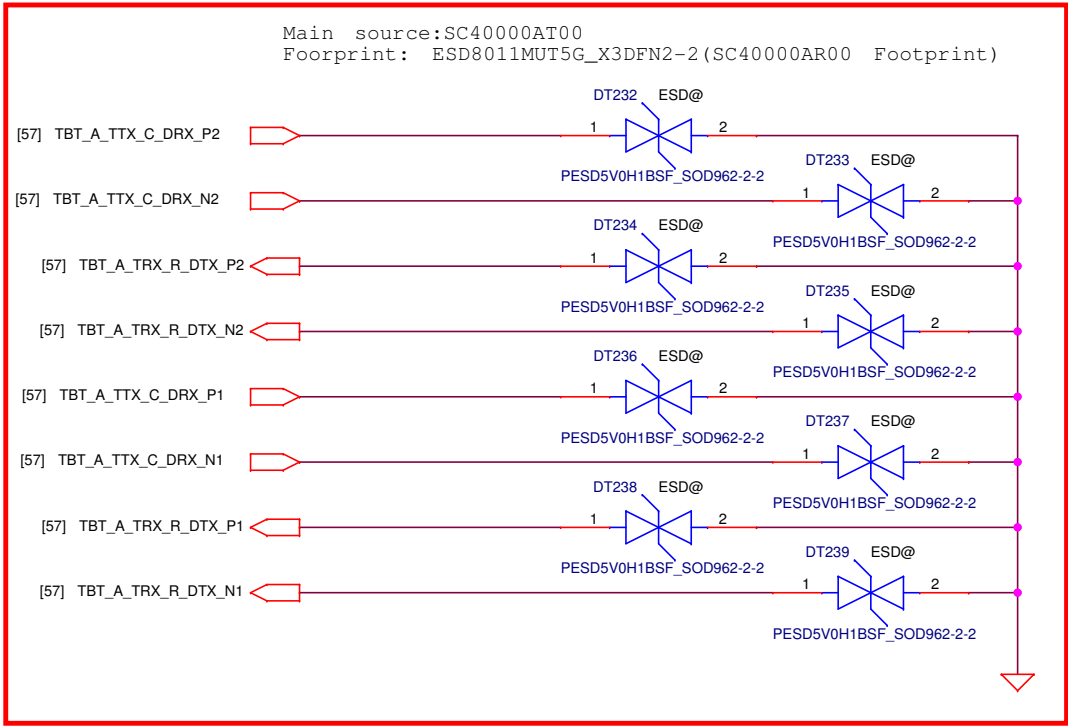 Main source:SC40000AT00
Foorprint: ESD8011MUT5G_X3DFN2-2(SC40000AR00 Footprint)
DT232 ESD@
[57] TBT_A_TTX_C_DRX_P2 1 2
PESD5V0H1BSF_SOD962-2-2
DT233 ESD@
[57] TBT_A_TTX_C_DRX_N2 1 2
PESD5V0H1BSF_SOD962-2-2
DT234 ESD@
[57] TBT_A_TRX_R_DTX_P2 1 2
PESD5V0H1BSF_SOD962-2-2
DT235 ESD@
[57] TBT_A_TRX_R_DTX_N2 1 2
PESD5V0H1BSF_SOD962-2-2
DT236 ESD@
[57] TBT_A_TTX_C_DRX_P1 1 2
PESD5V0H1BSF_SOD962-2-2
DT237 ESD@
[57] TBT_A_TTX_C_DRX_N1 1 2
PESD5V0H1BSF_SOD962-2-2
DT238 ESD@
[57] TBT_A_TRX_R_DTX_P1 1 2
PESD5V0H1BSF_SOD962-2-2
DT239 ESD@
[57] TBT_A_TRX_R_DTX_N1 1 2
PESD5V0H1BSF_SOD962-2-2